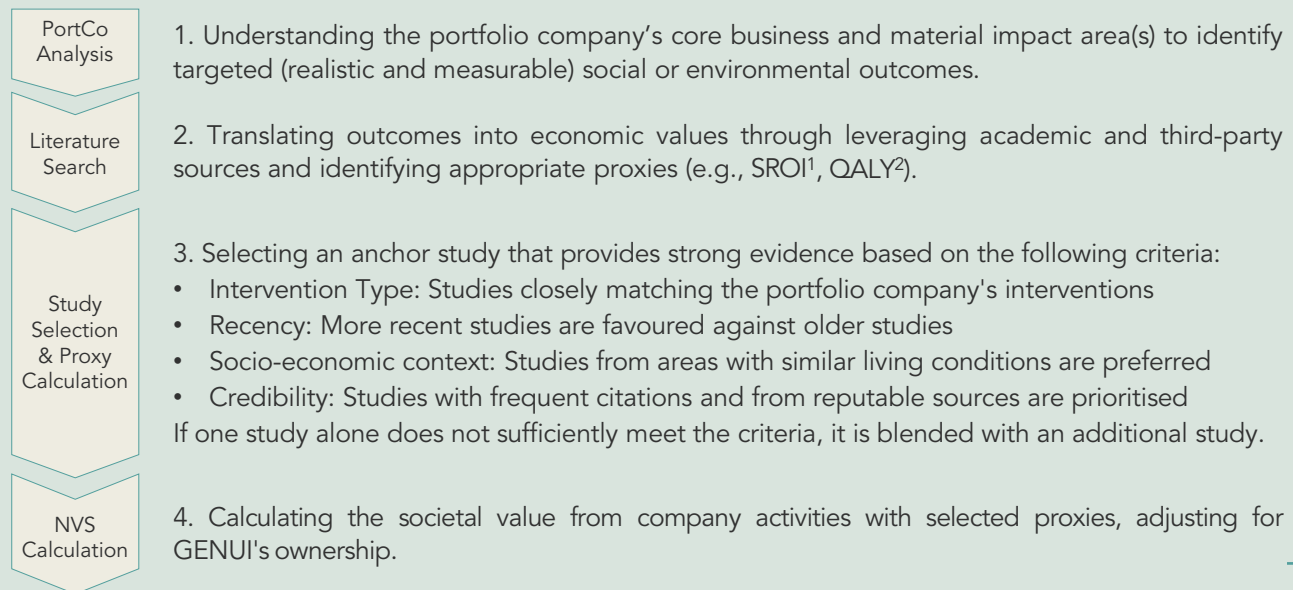 PortCo
Analysis
1. Understanding the portfolio company’s core business and material impact area(s) to identify
targeted (realistic and measurable) social or environmental outcomes.
Literature
Search
2. Translating outcomes into economic values through leveraging academic and third-party
sources and identifying appropriate proxies (e.g., SROI¹, QALY²).
Study
Selection
& Proxy
Calculation
3. Selecting an anchor study that provides strong evidence based on the following criteria:
• Intervention Type: Studies closely matching the portfolio company's interventions
• Recency: More recent studies are favoured against older studies
• Socio-economic context: Studies from areas with similar living conditions are preferred
• Credibility: Studies with frequent citations and from reputable sources are prioritised
If one study alone does not sufficiently meet the criteria, it is blended with an additional study.
NVS
Calculation
4. Calculating the societal value from company activities with selected proxies, adjusting for
GENUI's ownership.